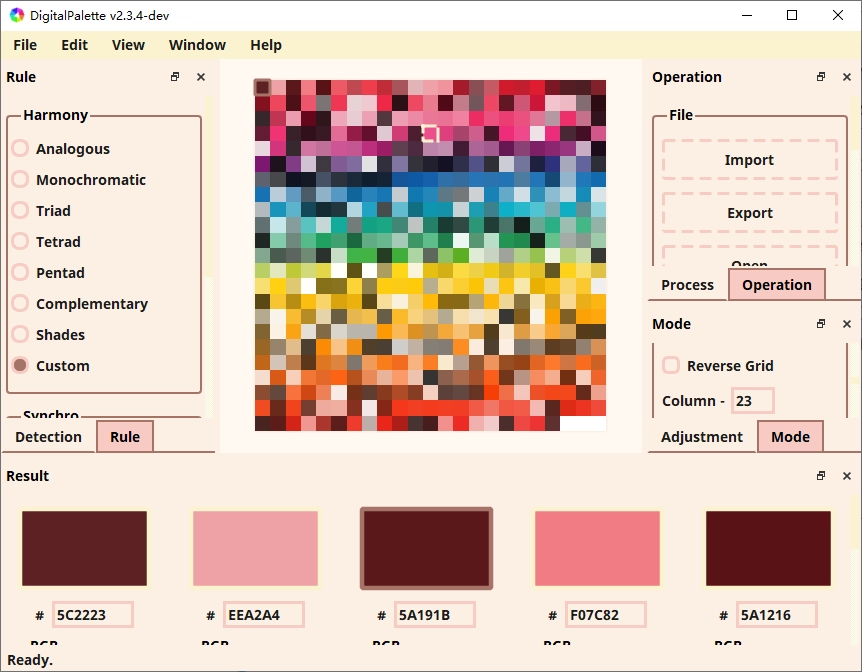 DigitalPalette v2.3.4-dev
File Edit View Window Help
Rule
Harmony
Analogous
Monochromatic
Triad
Tetrad
Pentad
Complementary
Shades
Custom
Synchro
Detection Rule
Operation
File
Import
Export
Open
Process Operation
Mode
Reverse Grid
Column - 23
Adjustment Mode
Result
# 5C2223 # EEA2A4 # 5A191B # F07C82 # 5A1216
RGB RGB RGB RGB RGB
Ready.